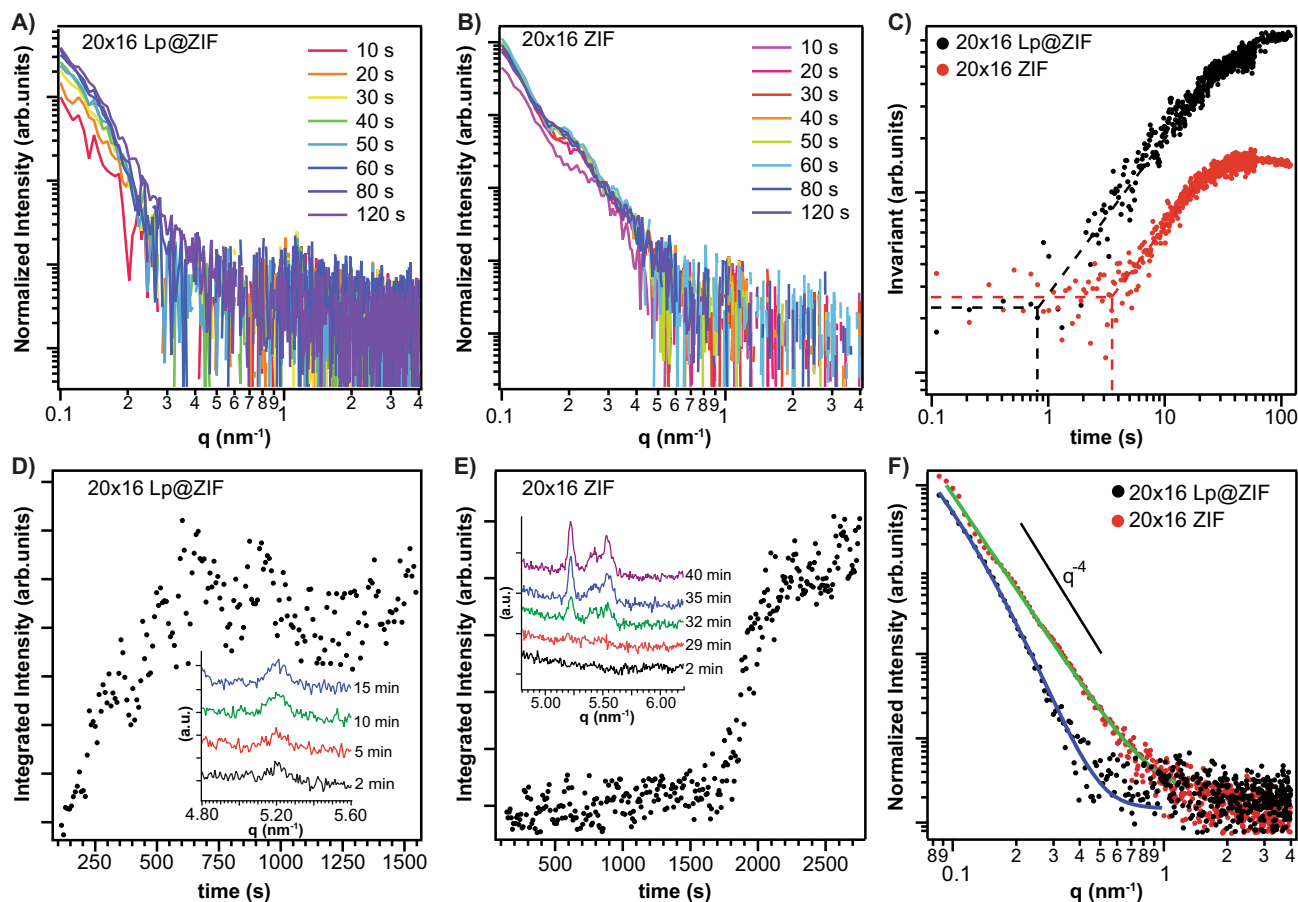 A)
20x16 Lp@ZIF
10 s
20 s
30 s
40 s
50 s
60 s
80 s
120 s
Normalized Intensity (arb.units)
0.1 2 3 4 5 6 7 8 9 1 2 3 4
q (nm⁻¹)
B)
20x16 ZIF
10 s
20 s
30 s
40 s
50 s
60 s
80 s
120 s
Normalized Intensity (arb.units)
0.1 2 3 4 5 6 7 8 9 1 2 3 4
q (nm⁻¹)
C)
20x16 Lp@ZIF
20x16 ZIF
Invariant (arb.units)
0.1 1 10 100
time (s)
D)
20x16 Lp@ZIF
Integrated Intensity (arb.units)
15 min
10 min
5 min
2 min
(a.u.)
4.80 5.20 5.60
q (nm⁻¹)
250 500 750 1000 1250 1500
time (s)
E)
20x16 ZIF
Integrated Intensity (arb.units)
40 min
35 min
32 min
29 min
2 min
(a.u.)
5.00 5.50 6.00
q (nm⁻¹)
500 1000 1500 2000 2500
time (s)
F)
20x16 Lp@ZIF
20x16 ZIF
q⁻⁴
Normalized Intensity (arb.units)
8 9 0.1 2 3 4 5 6 7 8 9 1 2 3 4
q (nm⁻¹)